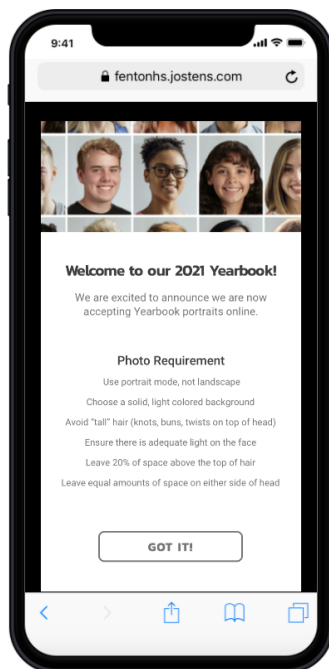 9:41
fentonhs.jostens.com
Welcome to our 2021 Yearbook!
We are excited to announce we are now
accepting Yearbook portraits online.
Photo Requirement
Use portrait mode, not landscape
Choose a solid, light colored background
Avoid "tall" hair (knots, buns, twists on top of head)
Ensure there is adequate light on the face
Leave 20% of space above the top of hair
Leave equal amounts of space on either side of head
GOT IT!